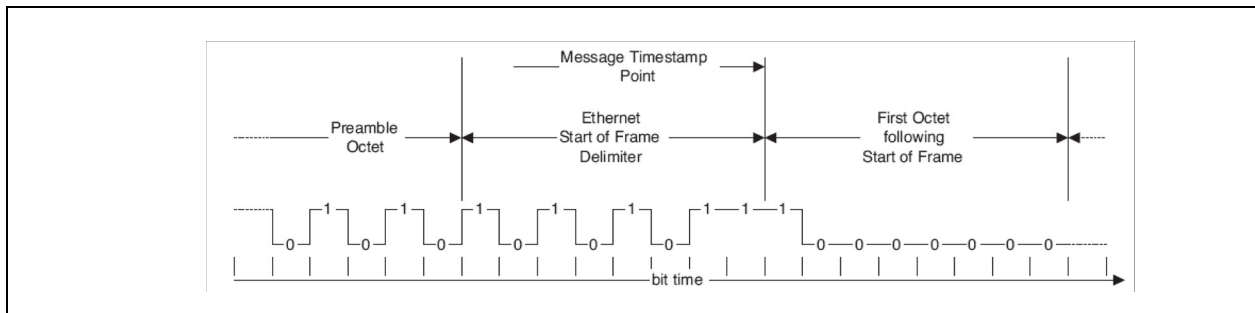 Message Timestamp
Point
Preamble
Octet
Ethernet
Start of Frame
Delimiter
First Octet
following
Start of Frame
1 1 1 1 1 1 1 1
0 0 0 0 0 0 0 0 0 0 0 0 0
bit time